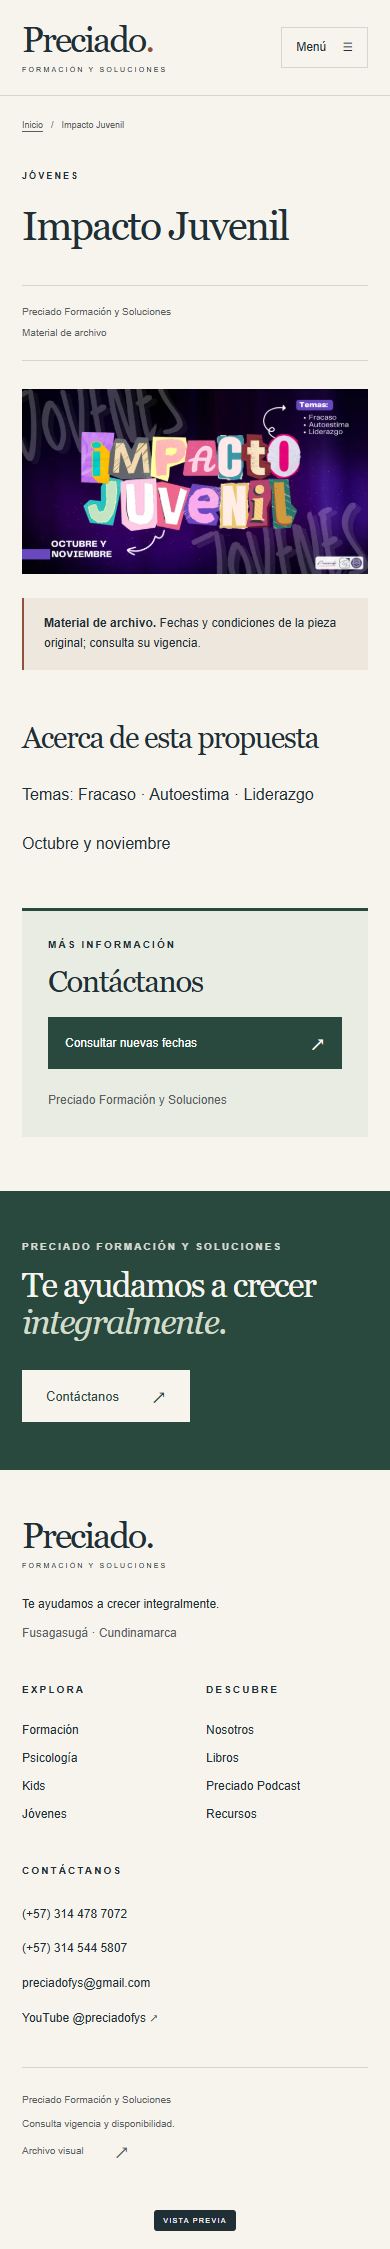 Preciado.
FORMACIÓN Y SOLUCIONES
Menú
Inicio / Impacto Juvenil
JÓVENES
Impacto Juvenil
Preciado Formación y Soluciones
Material de archivo
JOVENES
Temas:
• Fracaso
• Autoestima
• Liderazgo
iMPACtO
JUVENIL
OCTUBRE Y
NOVIEMBRE
JOVENES
Material de archivo. Fechas y condiciones de la pieza
original; consulta su vigencia.
Acerca de esta propuesta
Temas: Fracaso · Autoestima · Liderazgo
Octubre y noviembre
MÁS INFORMACIÓN
Contáctanos
Consultar nuevas fechas ↗
Preciado Formación y Soluciones
PRECIADO FORMACIÓN Y SOLUCIONES
Te ayudamos a crecer
integralmente.
Contáctanos ↗
Preciado.
FORMACIÓN Y SOLUCIONES
Te ayudamos a crecer integralmente.
Fusagasugá · Cundinamarca
EXPLORA
Formación
Psicología
Kids
Jóvenes
DESCUBRE
Nosotros
Libros
Preciado Podcast
Recursos
CONTÁCTANOS
(+57) 314 478 7072
(+57) 314 544 5807
preciadofys@gmail.com
YouTube @preciadofys ↗
Preciado Formación y Soluciones
Consulta vigencia y disponibilidad.
Archivo visual ↗
VISTA PREVIA